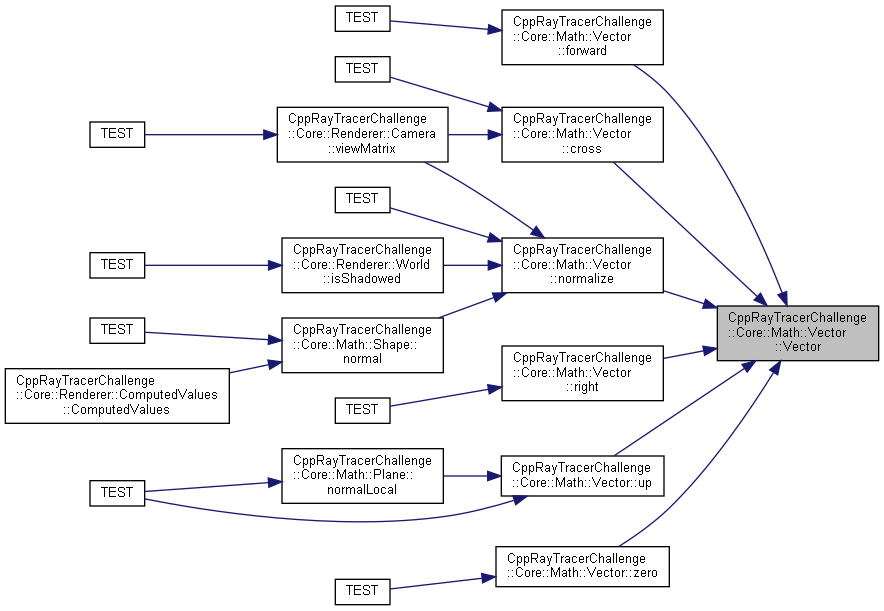 TEST
CppRayTracerChallenge
::Core::Math::Vector
::forward
TEST
CppRayTracerChallenge
::Core::Math::Vector
::cross
TEST
CppRayTracerChallenge
::Core::Renderer::Camera
::viewMatrix
TEST
CppRayTracerChallenge
::Core::Math::Vector
::normalize
TEST
CppRayTracerChallenge
::Core::Renderer::World
::isShadowed
CppRayTracerChallenge
::Core::Math::Vector
::Vector
TEST
CppRayTracerChallenge
::Core::Math::Shape::
normal
CppRayTracerChallenge
::Core::Renderer::ComputedValues
::ComputedValues
CppRayTracerChallenge
::Core::Math::Vector
::right
TEST
CppRayTracerChallenge
::Core::Math::Plane::
normalLocal
CppRayTracerChallenge
::Core::Math::Vector::up
TEST
CppRayTracerChallenge
::Core::Math::Vector::zero
TEST